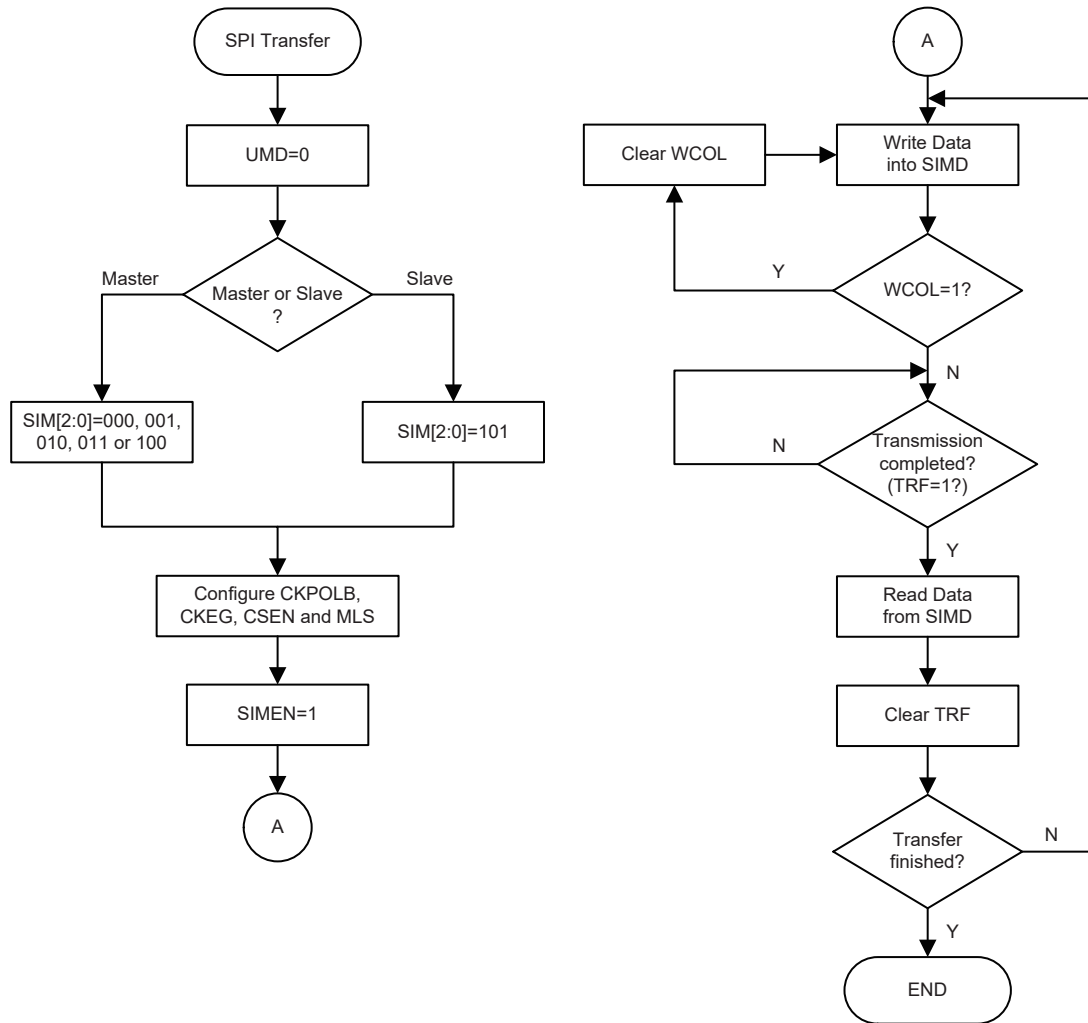 SPI Transfer
UMD=0
Master
Master or Slave
?
Slave
SIM[2:0]=000, 001,
010, 011 or 100
SIM[2:0]=101
Configure CKPOLB,
CKEG, CSEN and MLS
SIMEN=1
A
A
Clear WCOL
Write Data
into SIMD
Y
WCOL=1?
N
N
Transmission
completed?
(TRF=1?)
Y
Read Data
from SIMD
Clear TRF
Transfer
finished?
N
Y
END